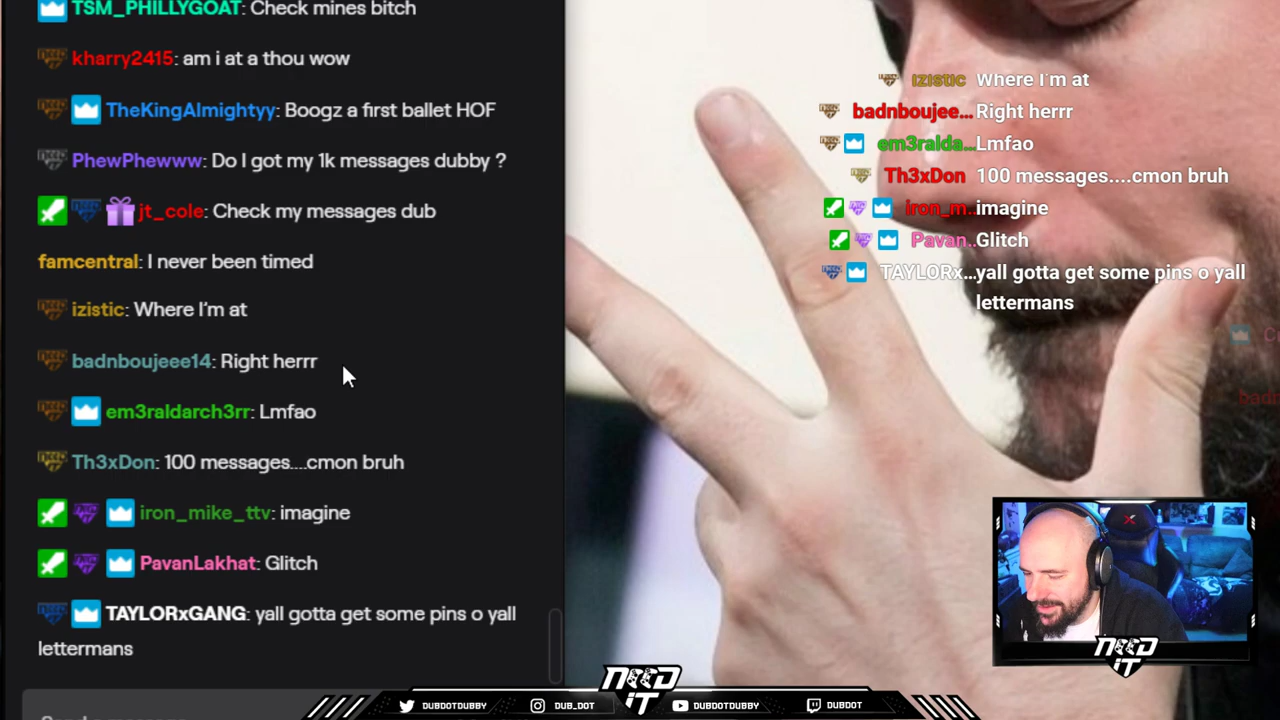 TSM_PHILLYGOAT: Check mines bitch
kharry2415: am i at a thou wow
TheKingAlmightyy: Boogz a first ballet HOF
PhewPhewww: Do I got my 1k messages dubby ?
jt_cole: Check my messages dub
famcentral: I never been timed
izistic: Where I'm at
badnboujeee14: Right herrr
em3raldarch3rr: Lmfao
Th3xDon: 100 messages....cmon bruh
iron_mike_ttv: imagine
PavanLakhat: Glitch
TAYLORxGANG: yall gotta get some pins o yall
lettermans
izistic Where I'm at
badnboujee... Right herrr
em3ralda... Lmfao
Th3xDon 100 messages....cmon bruh
iron_m.. imagine
Pavan.. Glitch
TAYLORx... yall gotta get some pins o yall
lettermans
NEED
IT
NEED
IT
DUBDOTDUBBY
DUB_DOT
DUBDOTDUBBY
DUBDOT